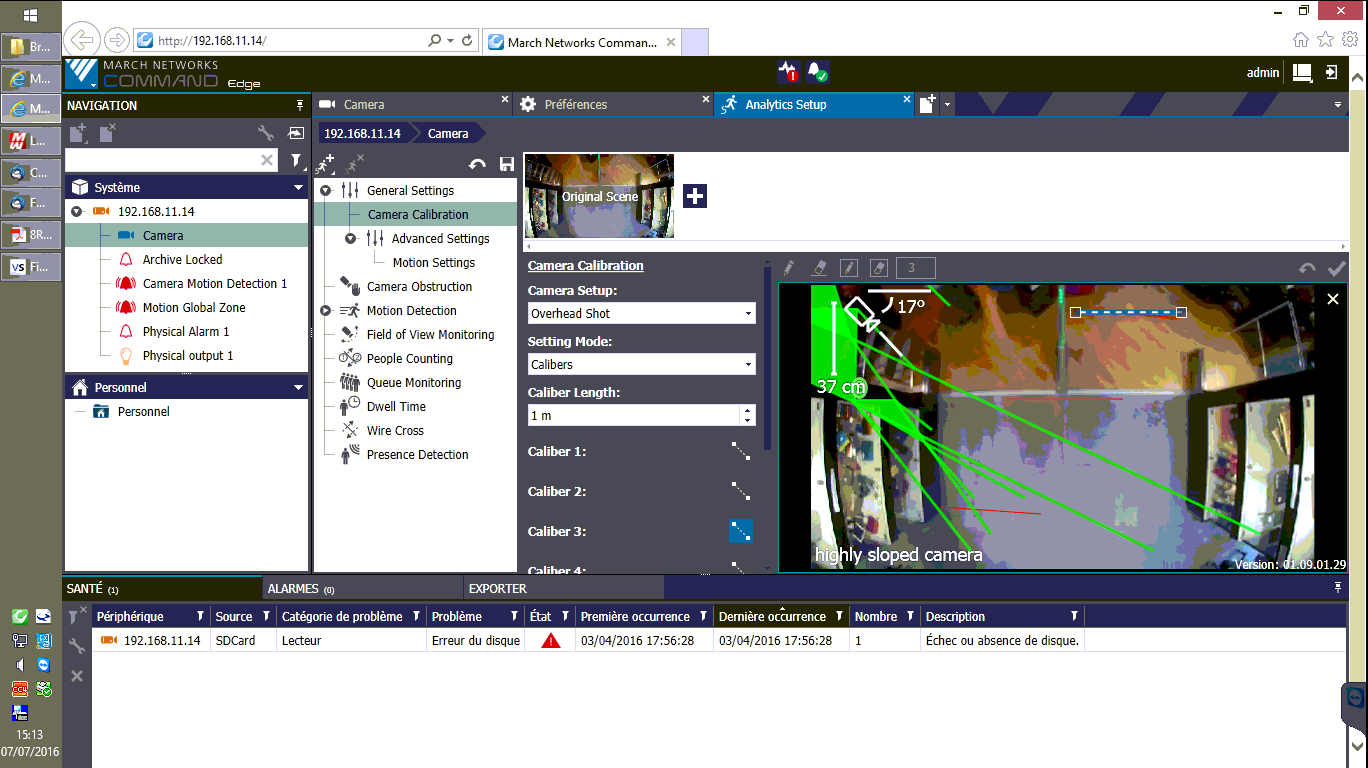 Br...
M...
M...
L...
C...
F...
8R...
Fi...
http://192.168.11.14/
March Networks Comman...
MARCH NETWORKS
COMMAND Edge
admin
NAVIGATION
Camera
Préférences
Analytics Setup
192.168.11.14
Camera
Système
192.168.11.14
Camera
Archive Locked
Camera Motion Detection 1
Motion Global Zone
Physical Alarm 1
Physical output 1
Personnel
Personnel
General Settings
Camera Calibration
Advanced Settings
Motion Settings
Camera Obstruction
Motion Detection
Field of View Monitoring
People Counting
Queue Monitoring
Dwell Time
Wire Cross
Presence Detection
Original Scene
Camera Calibration
Camera Setup:
Overhead Shot
Setting Mode:
Calibers
Caliber Length:
1 m
Caliber 1:
Caliber 2:
Caliber 3:
Caliber 4:
3
17°
37 cm
highly sloped camera
Version: 01.09.01.29
SANTÉ (1)
ALARMES (0)
EXPORTER
Périphérique Source Catégorie de problème Problème État Première occurrence Dernière occurrence Nombre Description
192.168.11.14 SDCard Lecteur Erreur du disque 03/04/2016 17:56:28 03/04/2016 17:56:28 1 Échec ou absence de disque.
15:13
07/07/2016